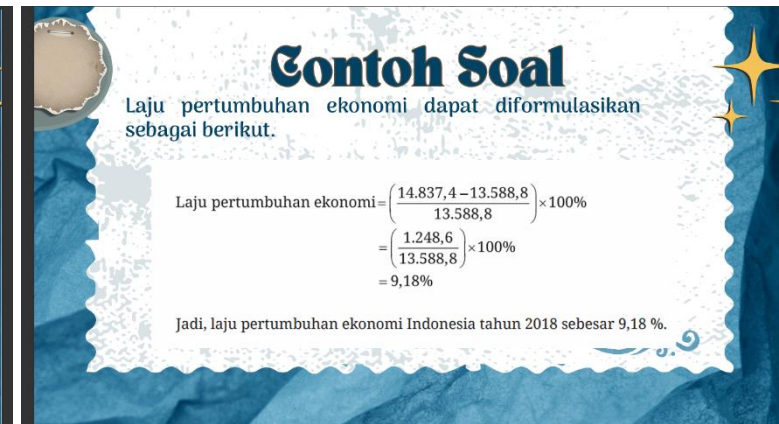 Contoh Soal
Laju pertumbuhan ekonomi dapat diformulasikan
sebagai berikut.
Laju pertumbuhan ekonomi=(14.837,4−13.588,8/13.588,8)×100%
=(1.248,6/13.588,8)×100%
= 9,18%
Jadi, laju pertumbuhan ekonomi Indonesia tahun 2018 sebesar 9,18 %.